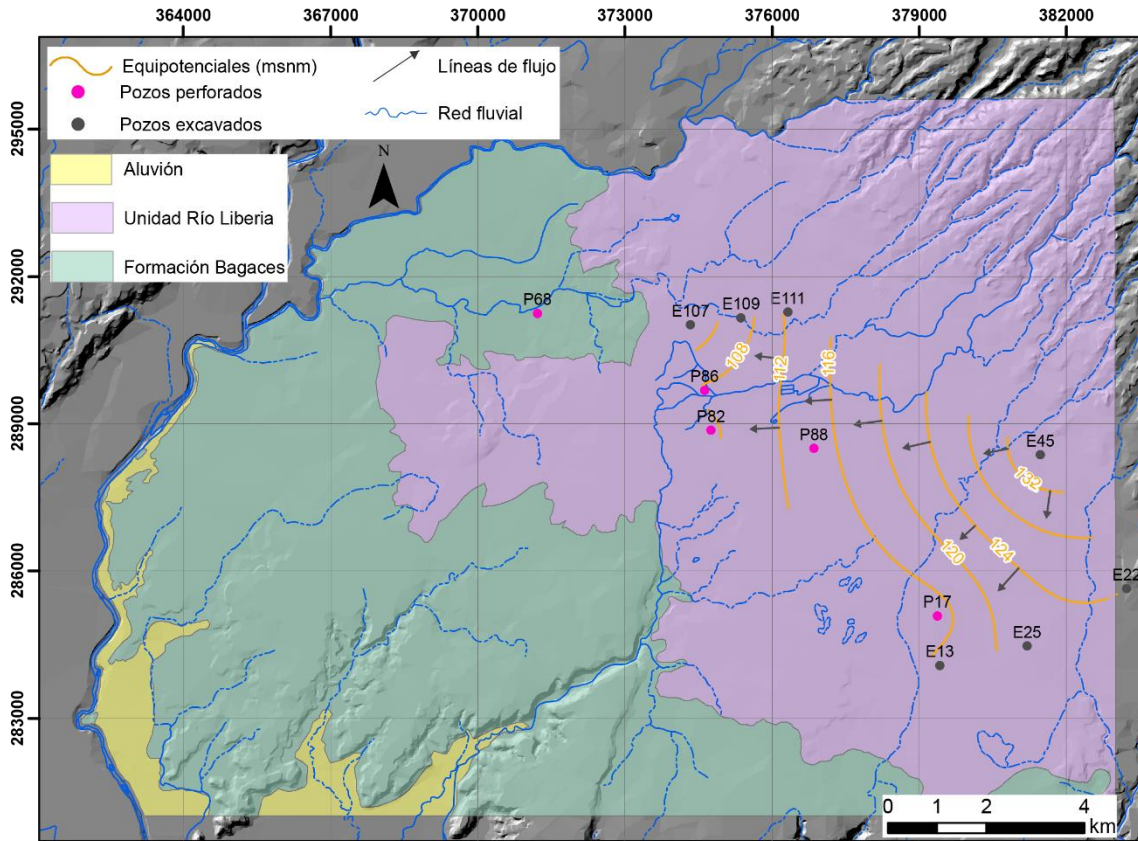 364000 367000 370000 373000 376000 379000 382000
295000
292000
289000
286000
283000
Equipotenciales (msnm)
Líneas de flujo
Pozos perforados
Red fluvial
Pozos excavados
Aluvión
Unidad Río Liberia
Formación Bagaces
N
P68
E107
E109
E111
108
112
116
P86
P82
P88
E45
132
120
124
E22
P17
E13
E25
0 1 2 4
km